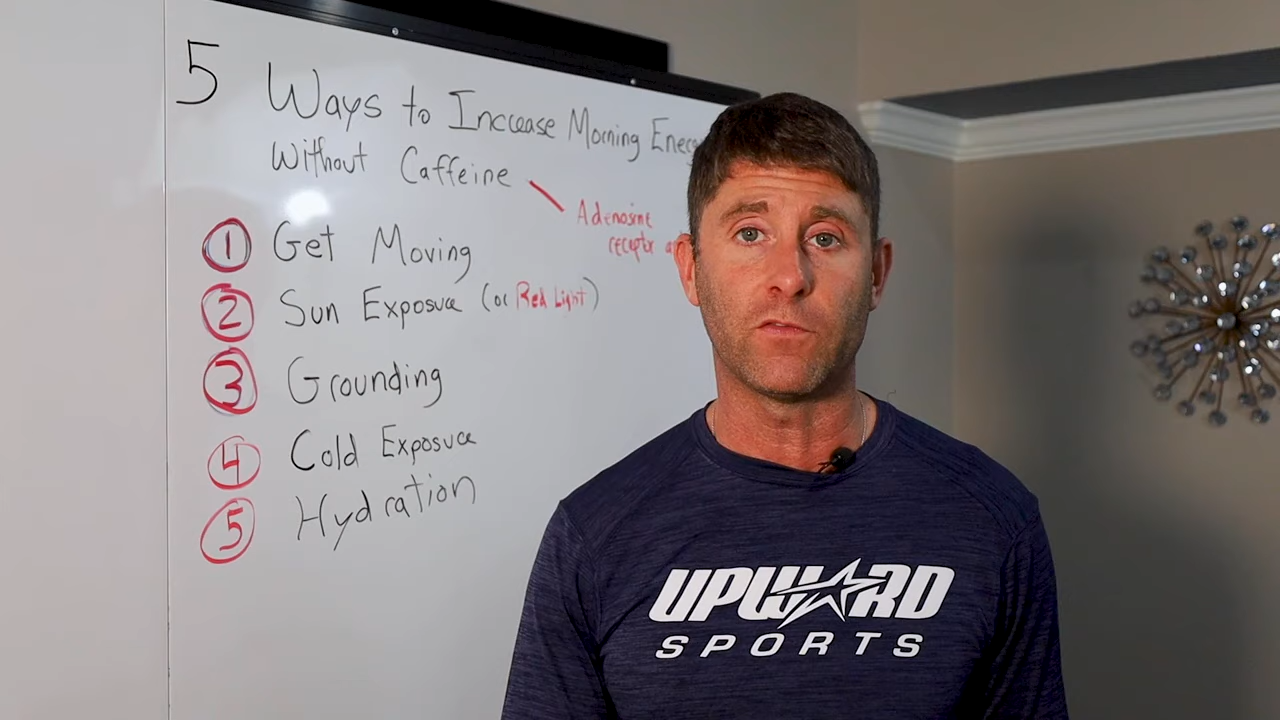 5 Ways to Increase Morning
Without Caffeine
Adenosine
receptor
1 Get Moving
2 Sun Exposure (or Red Light)
3 Grounding
4 Cold Exposure
5 Hydration
UPWARD
SPORTS